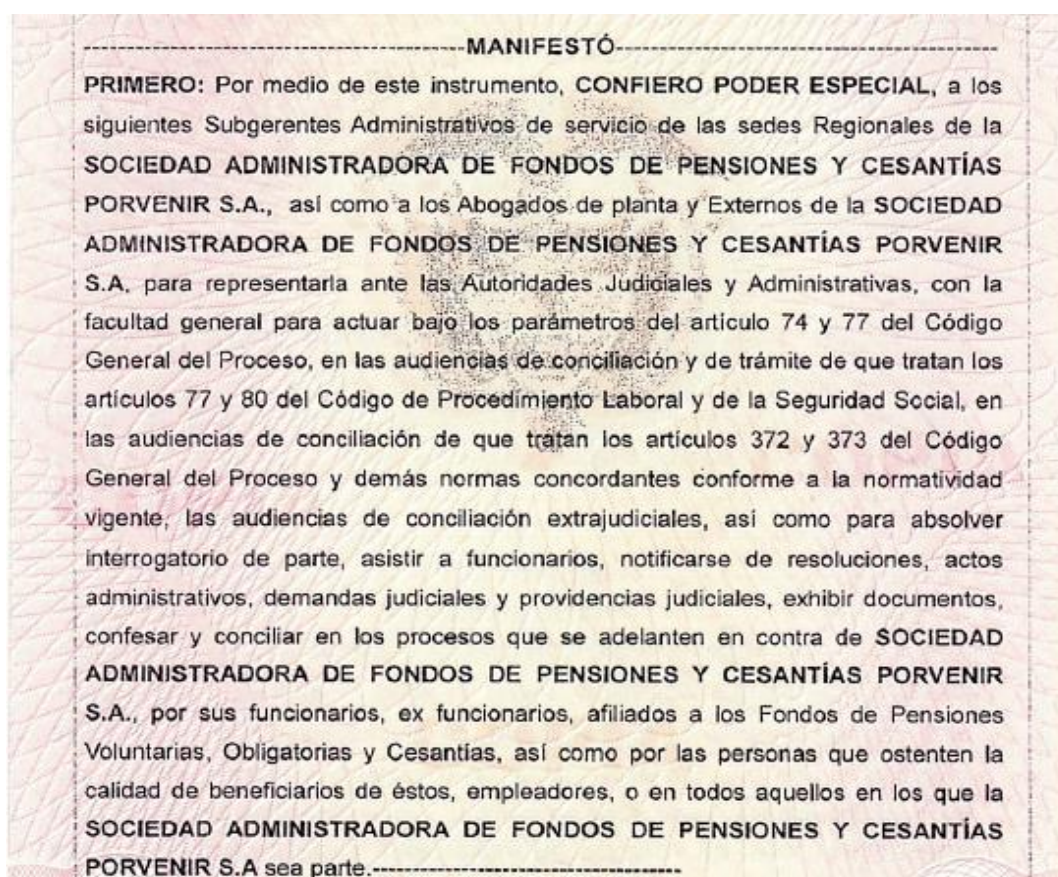 -----------------------------------------MANIFESTÓ-----------------------------------------
PRIMERO: Por medio de este instrumento, CONFIERO PODER ESPECIAL, a los
siguientes Subgerentes Administrativos de servicio de las sedes Regionales de la
SOCIEDAD ADMINISTRADORA DE FONDOS DE PENSIONES Y CESANTÍAS
PORVENIR S.A., así como a los Abogados de planta y Externos de la SOCIEDAD
ADMINISTRADORA DE FONDOS DE PENSIONES Y CESANTÍAS PORVENIR
S.A, para representarla ante las Autoridades Judiciales y Administrativas, con la
facultad general para actuar bajo los parámetros del artículo 74 y 77 del Código
General del Proceso, en las audiencias de conciliación y de trámite de que tratan los
artículos 77 y 80 del Código de Procedimiento Laboral y de la Seguridad Social, en
las audiencias de conciliación de que tratan los artículos 372 y 373 del Código
General del Proceso y demás normas concordantes conforme a la normatividad
vigente, las audiencias de conciliación extrajudiciales, así como para absolver
interrogatorio de parte, asistir a funcionarios, notificarse de resoluciones, actos
administrativos, demandas judiciales y providencias judiciales, exhibir documentos,
confesar y conciliar en los procesos que se adelanten en contra de SOCIEDAD
ADMINISTRADORA DE FONDOS DE PENSIONES Y CESANTÍAS PORVENIR
S.A., por sus funcionarios, ex funcionarios, afiliados a los Fondos de Pensiones
Voluntarias, Obligatorias y Cesantías, así como por las personas que ostenten la
calidad de beneficiarios de éstos, empleadores, o en todos aquellos en los que la
SOCIEDAD ADMINISTRADORA DE FONDOS DE PENSIONES Y CESANTÍAS
PORVENIR S.A sea parte.---------------------------------